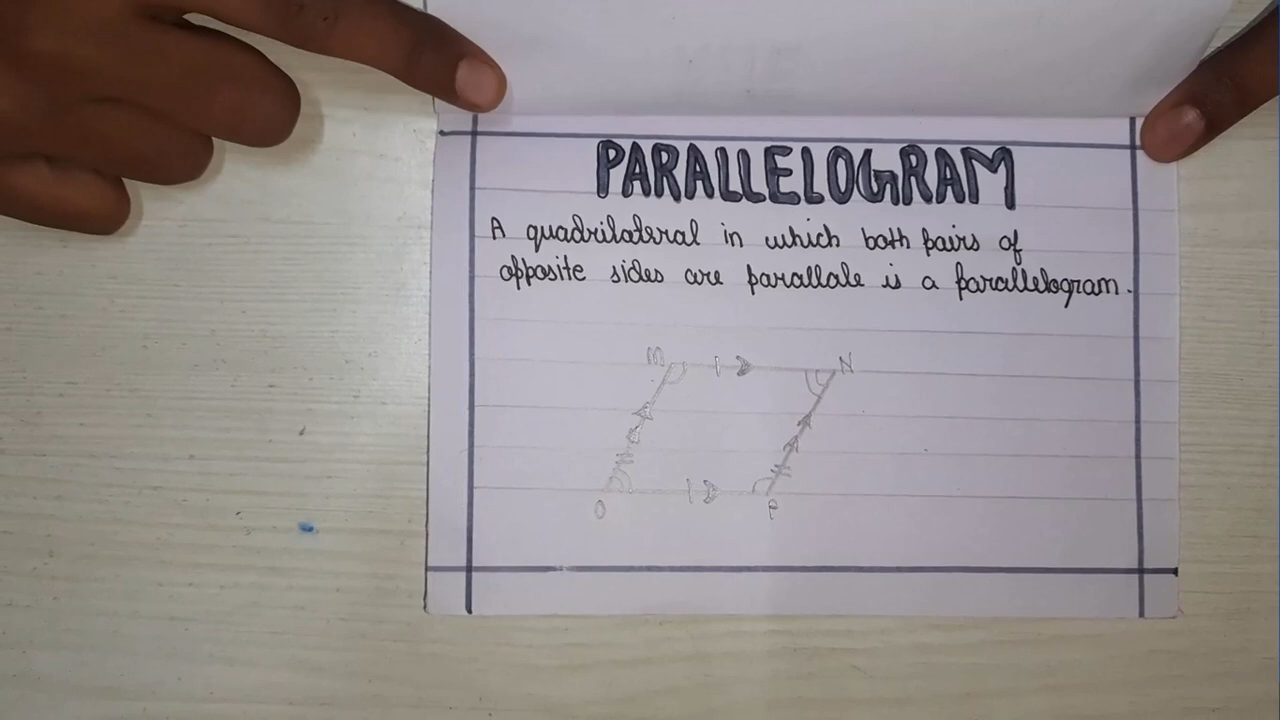 PARALLELOGRAM
A quadrilateral in which both pairs of
opposite sides are parallale is a parallelogram.
M N
O P